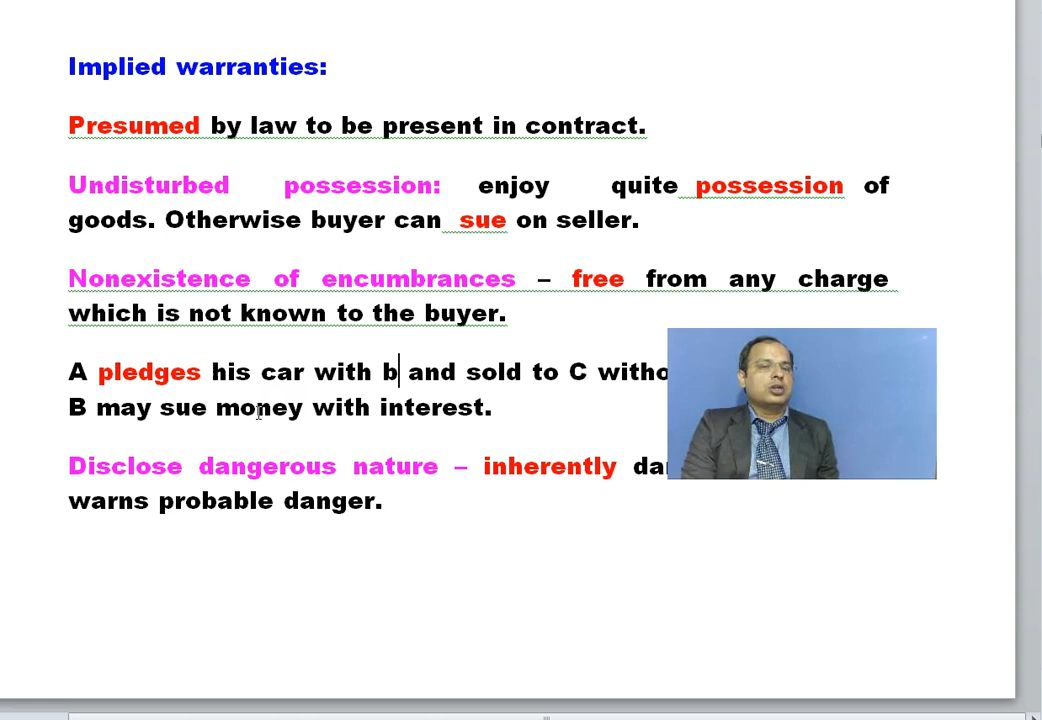 Implied warranties:
Presumed by law to be present in contract.
Undisturbed possession: enjoy quite possession of
goods. Otherwise buyer can sue on seller.
Nonexistence of encumbrances – free from any charge
which is not known to the buyer.
A pledges his car with b and sold to C
B may sue money with interest.
Disclose dangerous nature – inherently
warns probable danger.